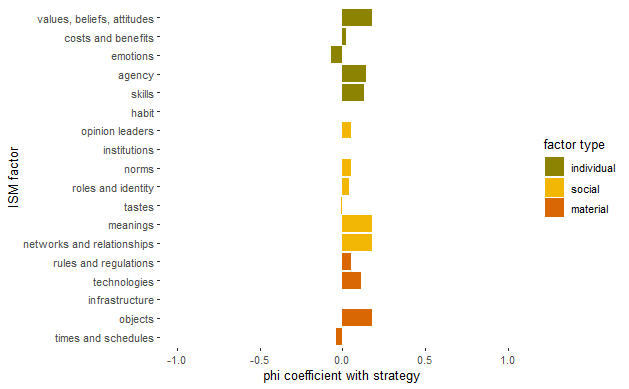 values, beliefs, attitudes
costs and benefits
emotions
agency
skills
habit
opinion leaders
institutions
norms
roles and identity
tastes
meanings
networks and relationships
rules and regulations
technologies
infrastructure
objects
times and schedules
ISM factor
-1.0 -0.5 0.0 0.5 1.0
phi coefficient with strategy
factor type
individual
social
material